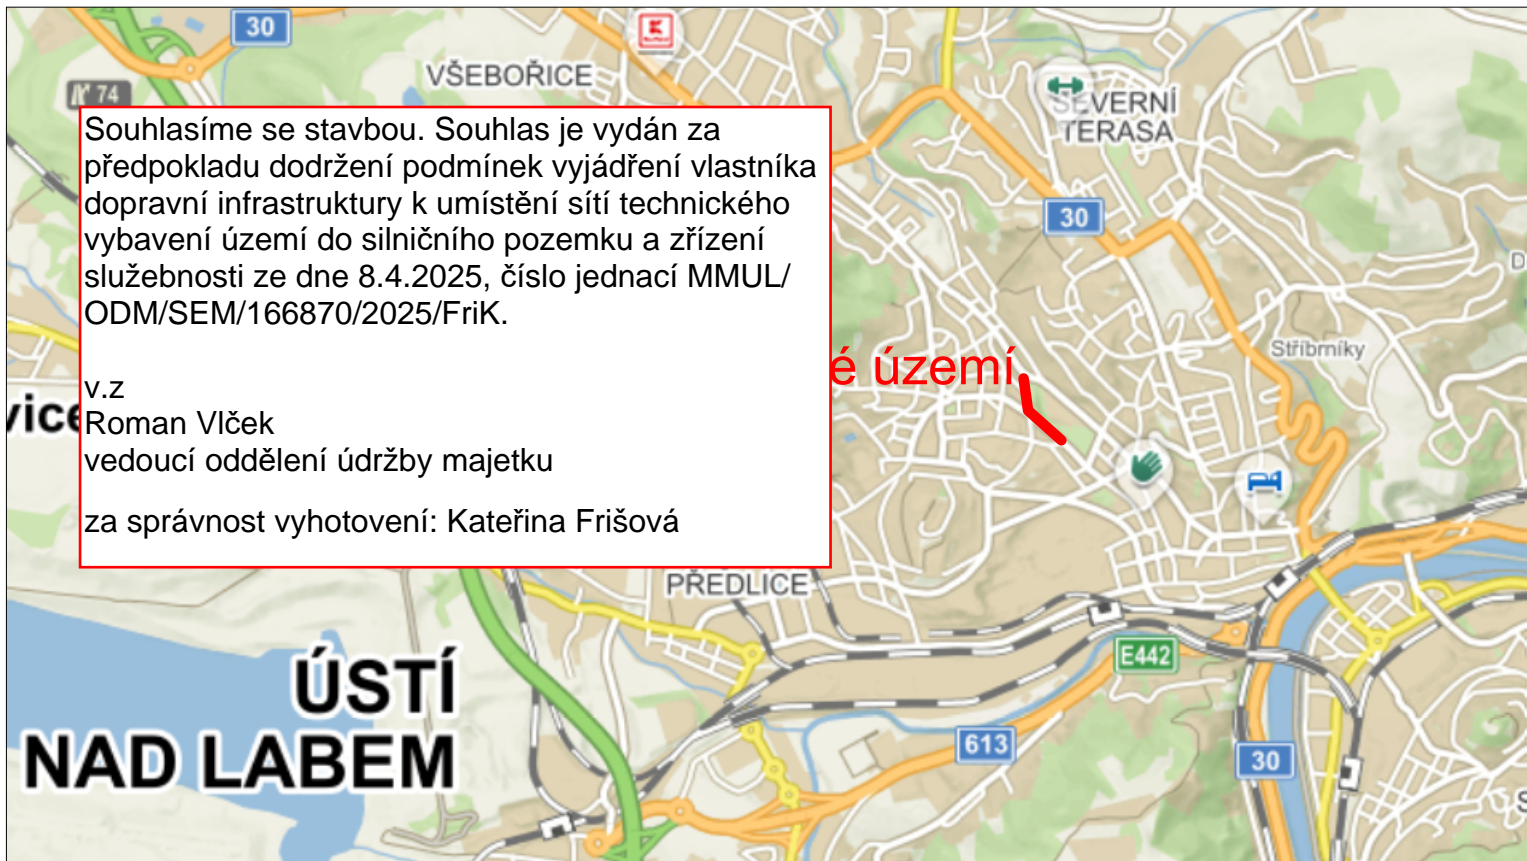 30
VŠEBOŘICE
74
SEVERNÍ
TERASA
Souhlasíme se stavbou. Souhlas je vydán za
předpokladu dodržení podmínek vyjádření vlastníka
dopravní infrastruktury k umístění sítí technického
vybavení území do silničního pozemku a zřízení
služebnosti ze dne 8.4.2025, číslo jednací MMUL/
ODM/SEM/166870/2025/FriK.
v.z
Roman Vlček
vedoucí oddělení údržby majetku
za správnost vyhotovení: Kateřina Frišová
30
D
Stříbrníky
é území
vice
PŘEDLICE
E442
ÚSTÍ
NAD LABEM
613
30
S